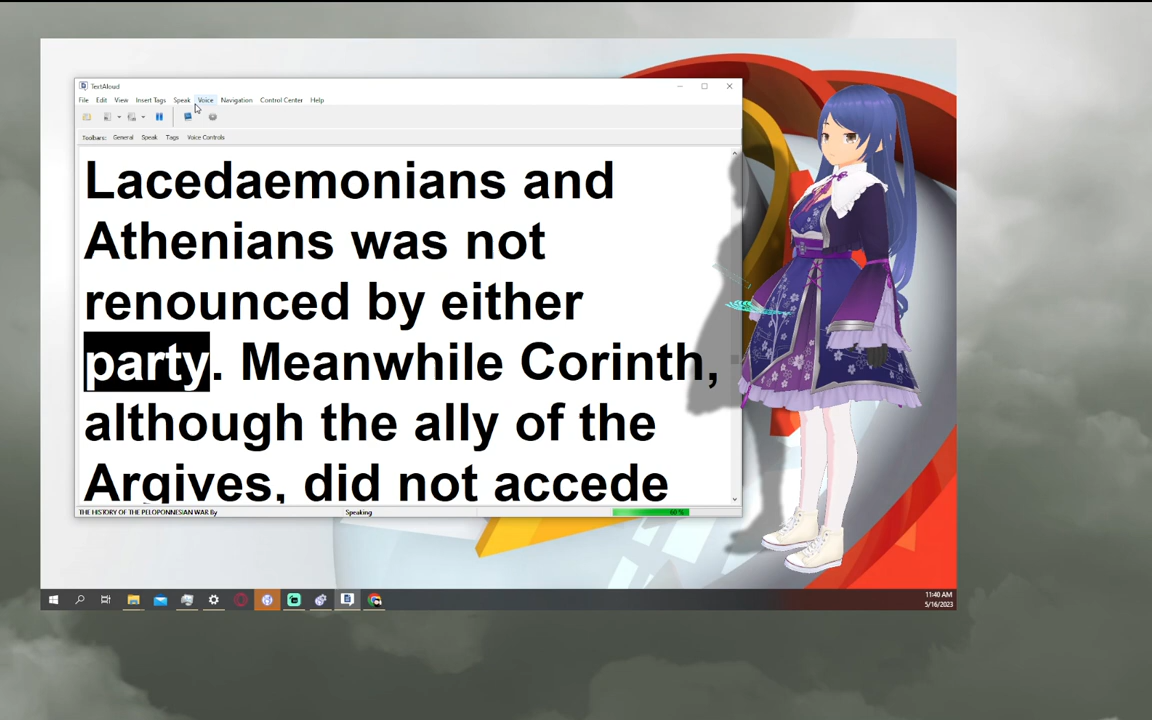 TextAloud
File Edit View Insert Tags Speak Voice Navigation Control Center Help
Toolbars: General Speak Tags Voice Controls
Lacedaemonians and
Athenians was not
renounced by either
party. Meanwhile Corinth,
although the ally of the
Argives, did not accede
THE HISTORY OF THE PELOPONNESIAN WAR By Speaking 60 %
11:40 AM
5/16/2023